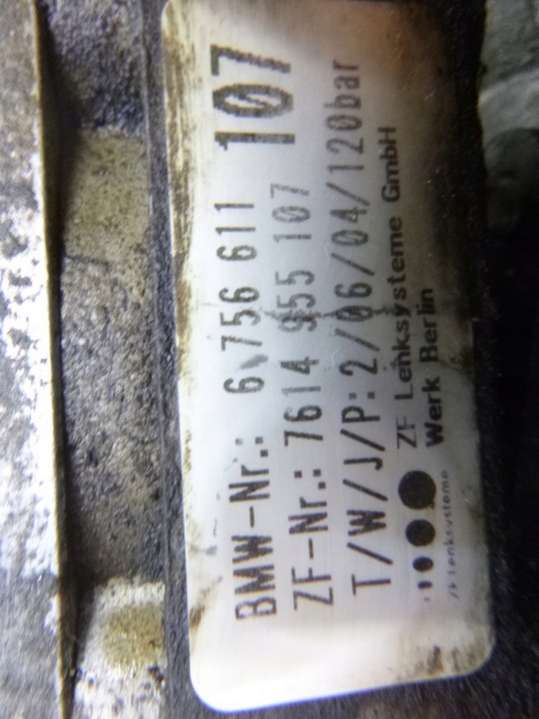 BMW-Nr.: 6 756 611 107
ZF-Nr.: 7614 955 107
T/W/J/P: 2/06/04/120bar
ZF Lenksysteme GmbH
Werk Berlin
ZF Lenksysteme